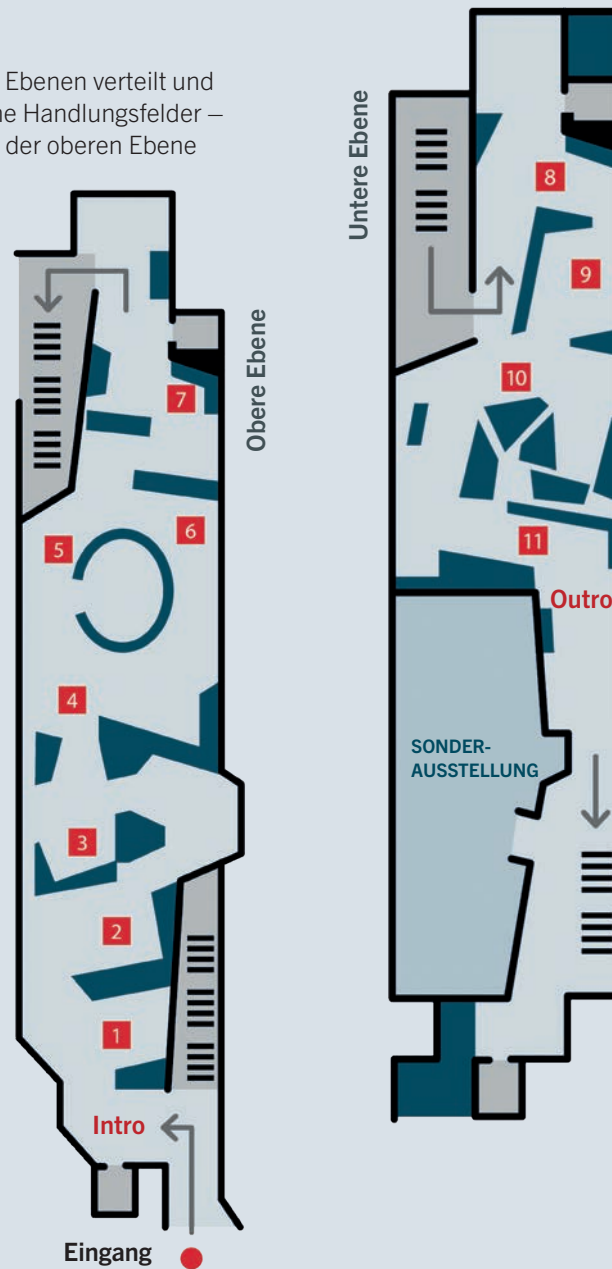 Ebenen verteilt und
ne Handlungsfelder –
der oberen Ebene
Obere Ebene
7
6
5
4
3
2
1
Intro
Eingang
Untere Ebene
8
9
10
11
Outro
SONDER-
AUSSTELLUNG